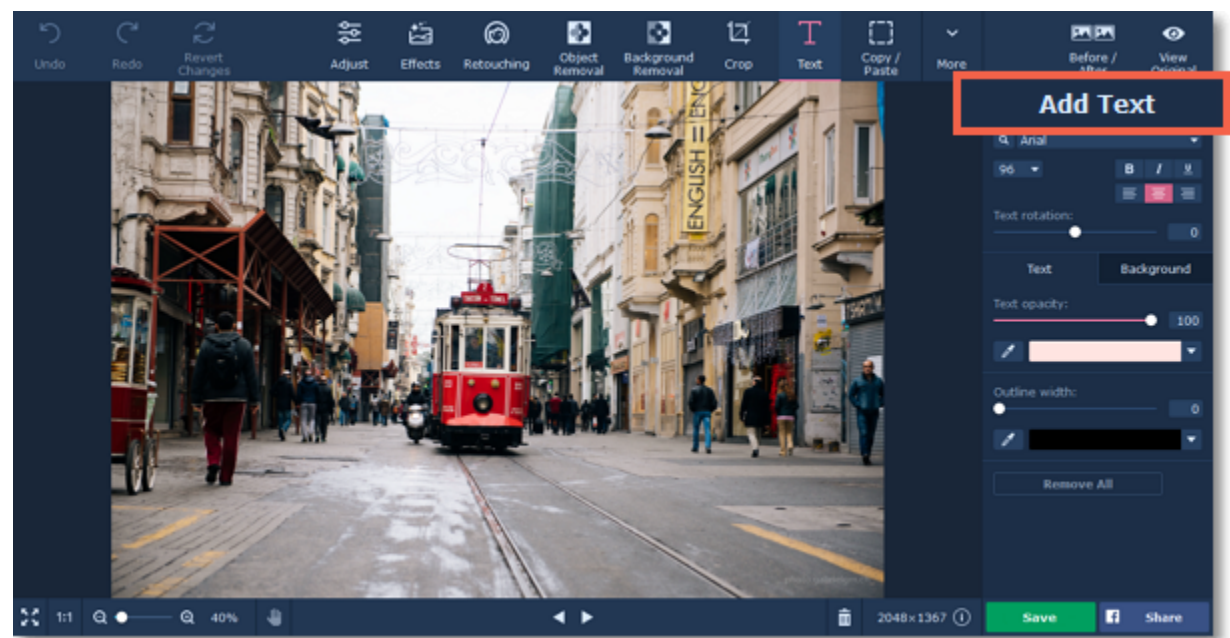 Undo
Redo
Revert
Changes
Adjust
Effects
Retouching
Object
Removal
Background
Removal
Crop
Text
Copy /
Paste
More
Before /
After
View
Original
Add Text
ENGLISH = ENG
Arial
96
B I U
Text rotation:
0
Text Background
Text opacity:
100
Outline width:
0
Remove All
1:1
40%
2048×1367
Save
Share